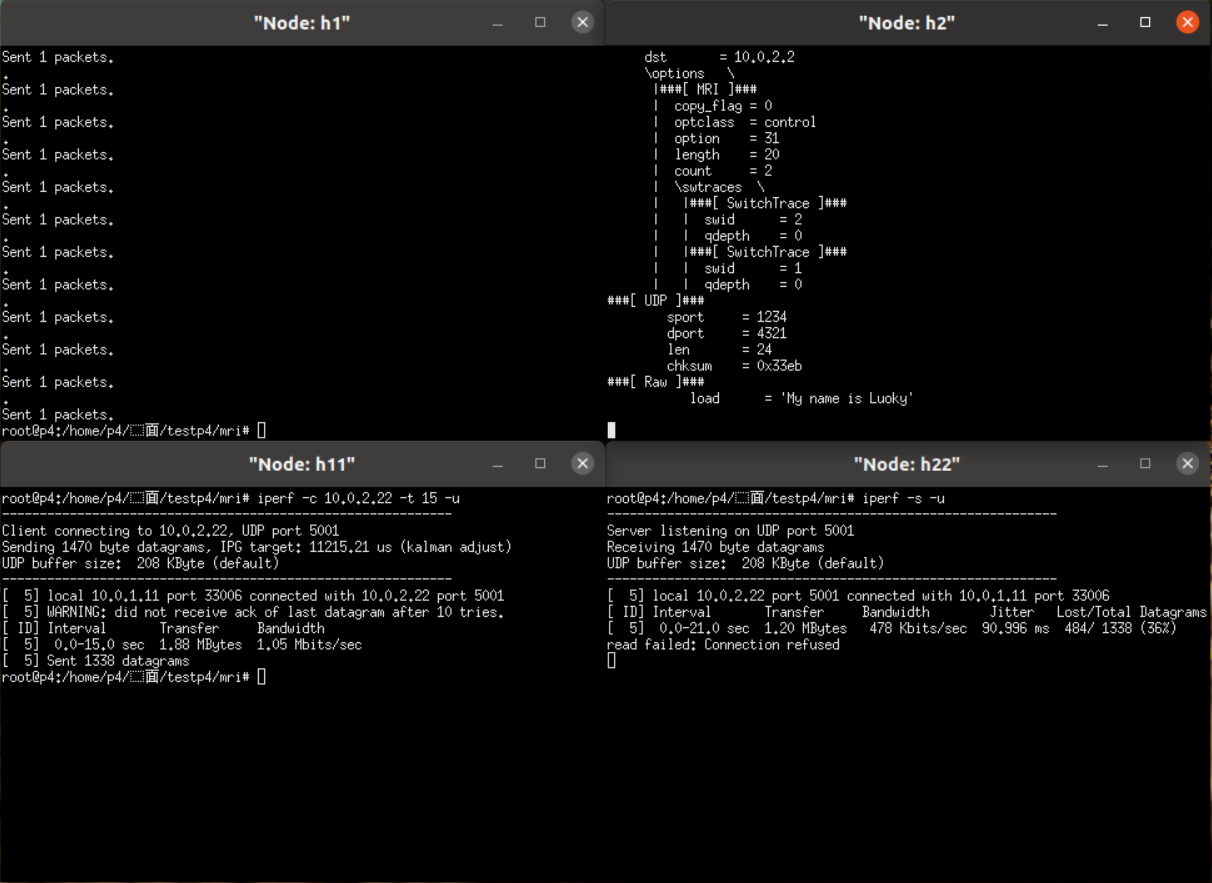 "Node: h1"
Sent 1 packets.
.
Sent 1 packets.
.
Sent 1 packets.
.
Sent 1 packets.
.
Sent 1 packets.
.
Sent 1 packets.
.
Sent 1 packets.
.
Sent 1 packets.
.
Sent 1 packets.
.
Sent 1 packets.
.
Sent 1 packets.
.
Sent 1 packets.
root@p4:/home/p4/面/testp4/mri#
"Node: h2"
dst = 10.0.2.2
\options \
|###[ MRI ]###
| copy_flag = 0
| optclass = control
| option = 31
| length = 20
| count = 2
| \swtraces \
| |###[ SwitchTrace ]###
| | swid = 2
| | qdepth = 0
| |###[ SwitchTrace ]###
| | swid = 1
| | qdepth = 0
###[ UDP ]###
sport = 1234
dport = 4321
len = 24
chksum = 0x33eb
###[ Raw ]###
load = 'My name is Luoky'
"Node: h11"
root@p4:/home/p4/面/testp4/mri# iperf -c 10.0.2.22 -t 15 -u
------------------------------------------------------------
Client connecting to 10.0.2.22, UDP port 5001
Sending 1470 byte datagrams, IPG target: 11215.21 us (kalman adjust)
UDP buffer size: 208 KByte (default)
------------------------------------------------------------
[ 5] local 10.0.1.11 port 33006 connected with 10.0.2.22 port 5001
[ 5] WARNING: did not receive ack of last datagram after 10 tries.
[ ID] Interval Transfer Bandwidth
[ 5] 0.0-15.0 sec 1.88 MBytes 1.05 Mbits/sec
[ 5] Sent 1338 datagrams
root@p4:/home/p4/面/testp4/mri#
"Node: h22"
root@p4:/home/p4/面/testp4/mri# iperf -s -u
------------------------------------------------------------
Server listening on UDP port 5001
Receiving 1470 byte datagrams
UDP buffer size: 208 KByte (default)
------------------------------------------------------------
[ 5] local 10.0.2.22 port 5001 connected with 10.0.1.11 port 33006
[ ID] Interval Transfer Bandwidth Jitter Lost/Total Datagrams
[ 5] 0.0-21.0 sec 1.20 MBytes 478 Kbits/sec 90.996 ms 484/ 1338 (36%)
read failed: Connection refused